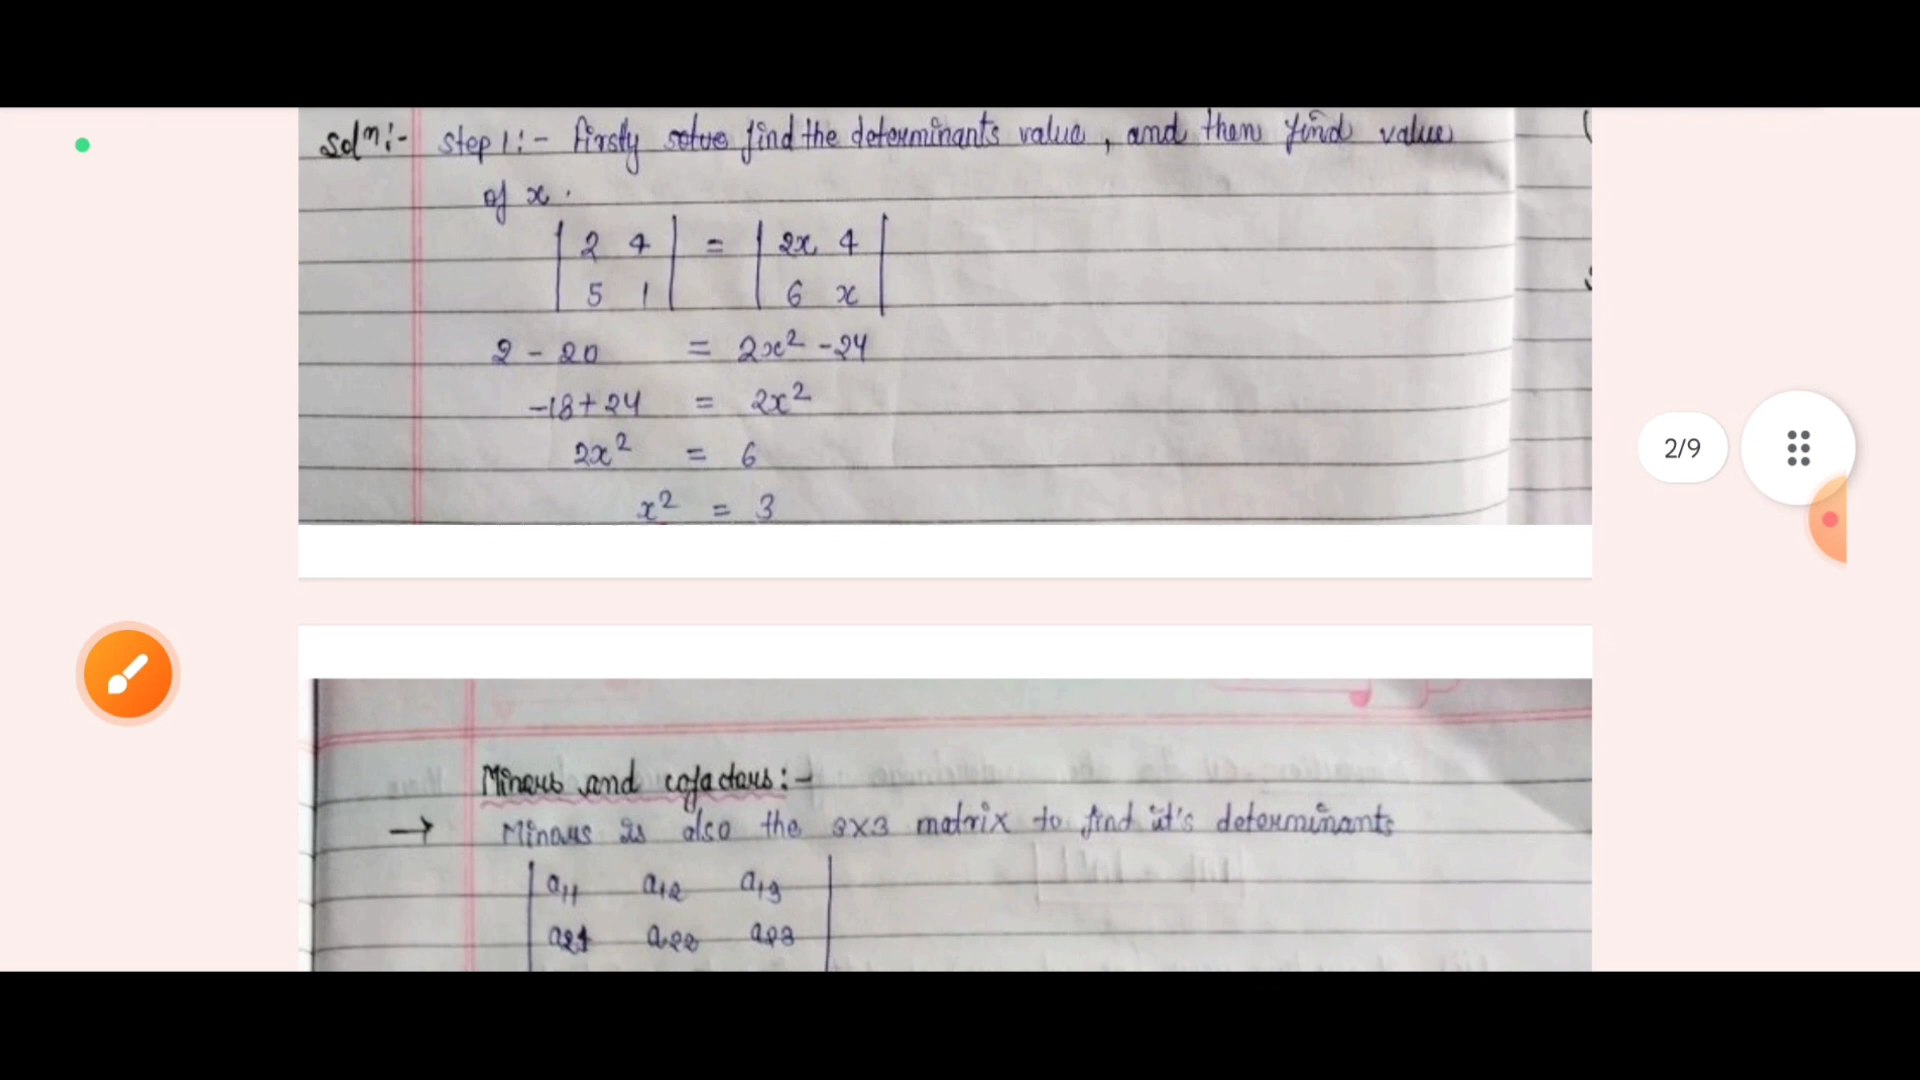 Solⁿ:- Step 1:- Firstly solve find the determinants value, and then find value
of x.
| 2 4 | = | 2x 4 |
| 5 1 | | 6 x |
2 - 20 = 2x² - 24
-18 + 24 = 2x²
2x² = 6
x² = 3
2/9
Minors and cofactors:-
→ Minors is also the 3x3 matrix to find it's determinants
| a11 a12 a13 |
| a21 a22 a23 |